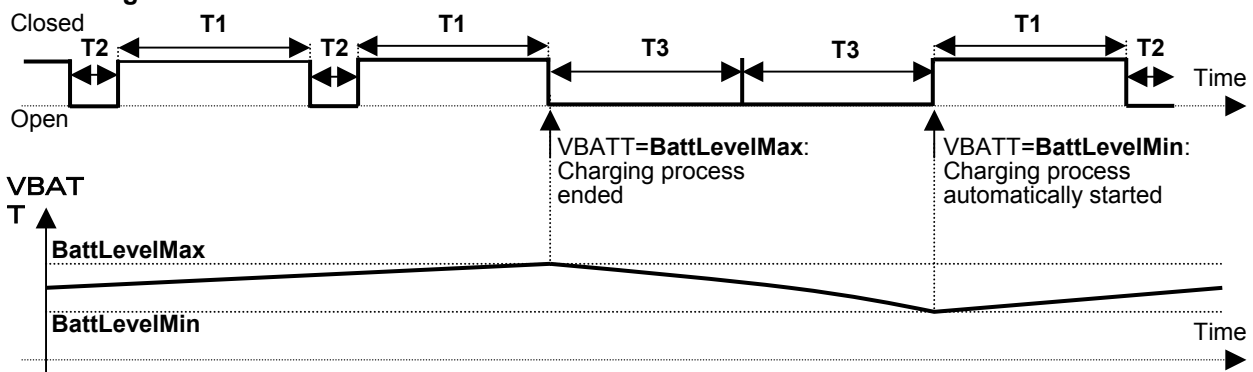 Closed
T2
T1
T2
T1
T3
T3
T1
T2
Time
Open
VBATT=BattLevelMax:
Charging process
ended
VBATT=BattLevelMin:
Charging process
automatically started
VBAT
T
BattLevelMax
BattLevelMin
Time